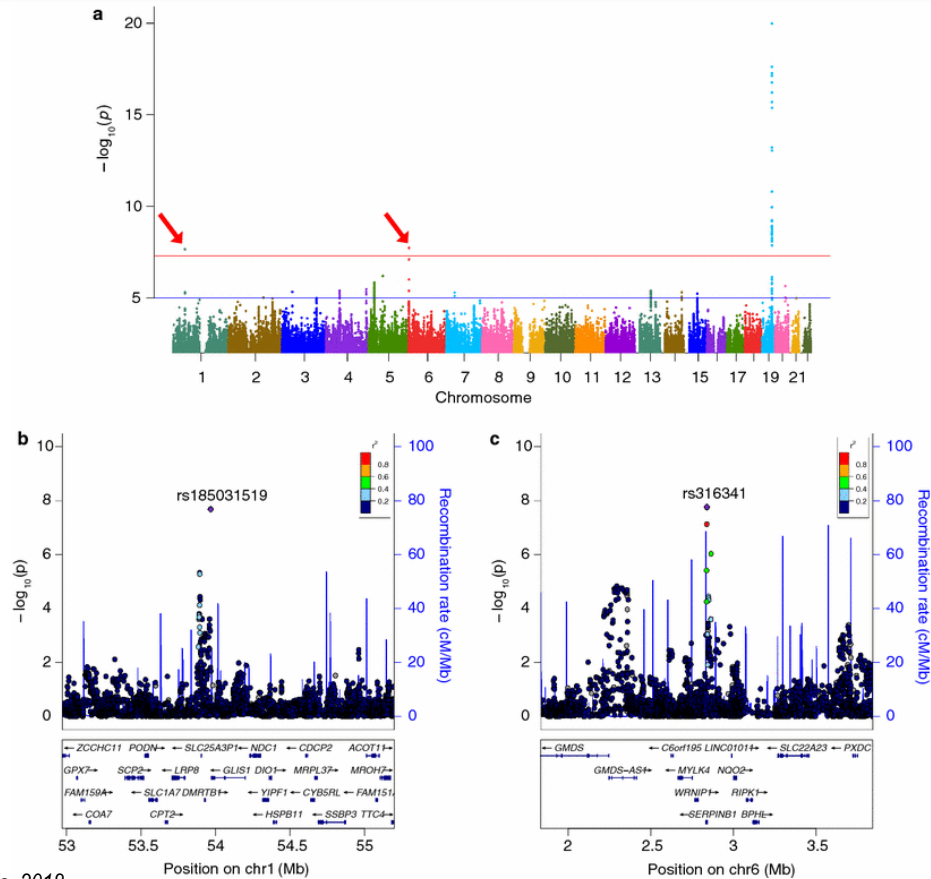 a
20
15
10
5
−log10(p)
1 2 3 4 5 6 7 8 9 10 11 12 13 15 17 19 21
Chromosome
b
10
8
6
4
2
0
−log10(p)
rs185031519
r2
0.8
0.6
0.4
0.2
100
80
60
40
20
0
Recombination rate (cM/Mb)
←ZCCHC11 PODN→ ←SLC25A3P1 ←NDC1 ←CDCP2 ACOT11→
GPX7→ SCP2→ ←LRP8 ←GLIS1 DIO1→ MRPL37→ MROH7→
FAM159A→ ←SLC1A7 DMRTB1→ ←YIPF1 ←CYB5RL ←FAM151A
←COA7 CPT2→ ←HSPB11 ←SSBP3 TTC4→
53 53.5 54 54.5 55
Position on chr1 (Mb)
c
10
8
6
4
2
0
−log10(p)
rs316341
r2
0.8
0.6
0.4
0.2
100
80
60
40
20
0
Recombination rate (cM/Mb)
←GMDS ←C6orf195 LINC01011→ ←SLC22A23 ←PXDC
GMDS−AS1→ ←MYLK4 NQO2→
WRNIP1→ RIPK1→
←SERPINB1 BPHL→
2 2.5 3 3.5
Position on chr6 (Mb)
2019